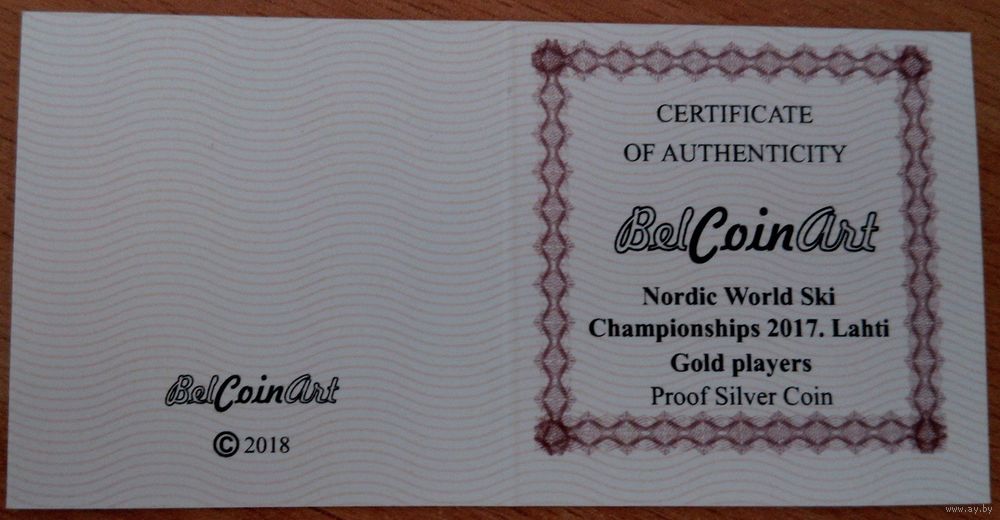 BelCoinArt
© 2018
CERTIFICATE
OF AUTHENTICITY
BelCoinArt
Nordic World Ski
Championships 2017. Lahti
Gold players
Proof Silver Coin
www.ay.by